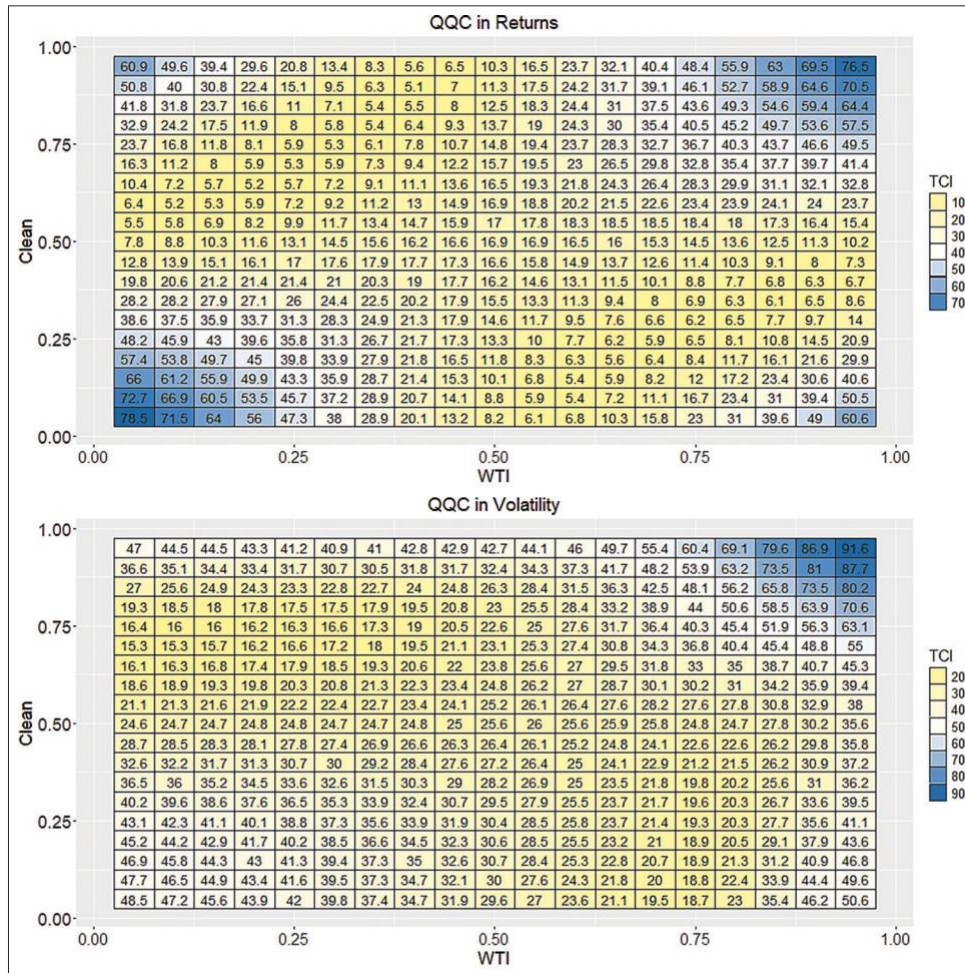 QQC in Returns
1.00
60.9 49.6 39.4 29.6 20.8 13.4 8.3 5.6 6.5 10.3 16.5 23.7 32.1 40.4 48.4 55.9 63 69.5 76.5
50.8 40 30.8 22.4 15.1 9.5 6.3 5.1 7 11.3 17.5 24.2 31.7 39.1 46.1 52.7 58.9 64.6 70.5
41.8 31.8 23.7 16.6 11 7.1 5.4 5.5 8 12.5 18.3 24.4 31 37.5 43.6 49.3 54.6 59.4 64.4
32.9 24.2 17.5 11.9 8 5.8 5.4 6.4 9.3 13.7 19 24.3 30 35.4 40.5 45.2 49.7 53.6 57.5
0.75
23.7 16.8 11.8 8.1 5.9 5.3 6.1 7.8 10.7 14.8 19.4 23.6 28.3 32.7 36.7 40.3 43.7 46.6 49.5
16.3 11.2 8 5.9 5.3 5.9 7.3 9.4 12.2 15.7 19.5 23 26.5 29.8 32.8 35.4 37.7 39.7 41.4
10.4 7.2 5.7 5.2 5.7 7.2 9.1 11.1 13.6 16.5 19.3 21.8 24.3 26.4 28.3 29.9 31.1 32.1 32.8
6.4 5.2 5.3 5.9 7.2 9.2 11.2 13 14.9 16.9 18.8 20.2 21.5 22.6 23.4 23.9 24.1 24 23.7
5.5 5.8 6.9 8.2 9.9 11.7 13.4 14.7 15.9 17 17.8 18.3 18.5 18.5 18.4 18 17.3 16.4 15.4
0.50
7.8 8.8 10.3 11.6 13.1 14.5 15.6 16.2 16.6 16.9 16.9 16.5 16 15.3 14.5 13.6 12.5 11.3 10.2
12.8 13.9 15.1 16.1 17 17.6 17.9 17.7 17.3 16.6 15.8 14.9 13.7 12.6 11.4 10.3 9.1 8 7.3
19.8 20.6 21.2 21.4 21.4 21 20.3 19 17.7 16.2 14.6 13.1 11.5 10.1 8.8 7.7 6.8 6.3 6.7
28.2 28.2 27.9 27.1 26 24.4 22.5 20.2 17.9 15.5 13.3 11.3 9.4 8 6.9 6.3 6.1 6.5 8.6
38.6 37.5 35.9 33.7 31.3 28.3 24.9 21.3 17.9 14.6 11.7 9.5 7.6 6.6 6.2 6.5 7.7 9.7 14
0.25
48.2 45.9 43 39.6 35.8 31.3 26.7 21.7 17.3 13.3 10 7.7 6.2 5.9 6.5 8.1 10.8 14.5 20.9
57.4 53.8 49.7 45 39.8 33.9 27.9 21.8 16.5 11.8 8.3 6.3 5.6 6.4 8.4 11.7 16.1 21.6 29.9
66 61.2 55.9 49.9 43.3 35.9 28.7 21.4 15.3 10.1 6.8 5.4 5.9 8.2 12 17.2 23.4 30.6 40.6
72.7 66.9 60.5 53.5 45.7 37.2 28.9 20.7 14.1 8.8 5.9 5.4 7.2 11.1 16.7 23.4 31 39.4 50.5
78.5 71.5 64 56 47.3 38 28.9 20.1 13.2 8.2 6.1 6.8 10.3 15.8 23 31 39.6 49 60.6
0.00
Clean
0.00 0.25 0.50 0.75 1.00
WTI
TCI
10
20
30
40
50
60
70
QQC in Volatility
1.00
47 44.5 44.5 43.3 41.2 40.9 41 42.8 42.9 42.7 44.1 46 49.7 55.4 60.4 69.1 79.6 86.9 91.6
36.6 35.1 34.4 33.4 31.7 30.7 30.5 31.8 31.7 32.4 34.3 37.3 41.7 48.2 53.9 63.2 73.5 81 87.7
27 25.6 24.9 24.3 23.3 22.8 22.7 24 24.8 26.3 28.4 31.5 36.3 42.5 48.1 56.2 65.8 73.5 80.2
19.3 18.5 18 17.8 17.5 17.5 17.9 19.5 20.8 23 25.5 28.4 33.2 38.9 44 50.6 58.5 63.9 70.6
0.75
16.4 16 16 16.2 16.3 16.6 17.3 19 20.5 22.6 25 27.6 31.7 36.4 40.3 45.4 51.9 56.3 63.1
15.3 15.3 15.7 16.2 16.6 17.2 18 19.5 21.1 23.1 25.3 27.4 30.8 34.3 36.8 40.4 45.4 48.8 55
16.1 16.3 16.8 17.4 17.9 18.5 19.3 20.6 22 23.8 25.6 27 29.5 31.8 33 35 38.7 40.7 45.3
18.6 18.9 19.3 19.8 20.3 20.8 21.3 22.3 23.4 24.8 26.2 27 28.7 30.1 30.2 31 34.2 35.9 39.4
21.1 21.3 21.6 21.9 22.2 22.4 22.7 23.4 24.1 25.2 26.1 26.4 27.6 28.2 27.6 27.8 30.8 32.9 38
0.50
24.6 24.7 24.7 24.8 24.8 24.7 24.7 24.8 25 25.6 26 25.6 25.9 25.8 24.8 24.7 27.8 30.2 35.6
28.7 28.5 28.3 28.1 27.8 27.4 26.9 26.6 26.3 26.4 26.1 25.2 24.8 24.1 22.6 22.6 26.2 29.8 35.8
32.6 32.2 31.7 31.3 30.7 30 29.2 28.4 27.6 27.2 26.4 25 24.1 22.9 21.2 21.5 26.2 30.9 37.2
36.5 36 35.2 34.5 33.6 32.6 31.5 30.3 29 28.2 26.9 25 23.5 21.8 19.8 20.2 25.6 31 36.2
40.2 39.6 38.6 37.6 36.5 35.3 33.9 32.4 30.7 29.5 27.9 25.5 23.7 21.7 19.6 20.3 26.7 33.6 39.5
0.25
43.1 42.3 41.1 40.1 38.8 37.3 35.6 33.9 31.9 30.4 28.5 25.8 23.7 21.4 19.3 20.3 27.7 35.6 41.1
45.2 44.2 42.9 41.7 40.2 38.5 36.6 34.5 32.3 30.6 28.5 25.5 23.2 21 18.9 20.5 29.1 37.9 43.6
46.9 45.8 44.3 43 41.3 39.4 37.3 35 32.6 30.7 28.4 25.3 22.8 20.7 18.9 21.3 31.2 40.9 46.8
47.7 46.5 44.9 43.4 41.6 39.5 37.3 34.7 32.1 30 27.6 24.3 21.8 20 18.8 22.4 33.9 44.4 49.6
48.5 47.2 45.6 43.9 42 39.8 37.4 34.7 31.9 29.6 27 23.6 21.1 19.5 18.7 23 35.4 46.2 50.6
0.00
Clean
0.00 0.25 0.50 0.75 1.00
WTI
TCI
20
30
40
50
60
70
80
90